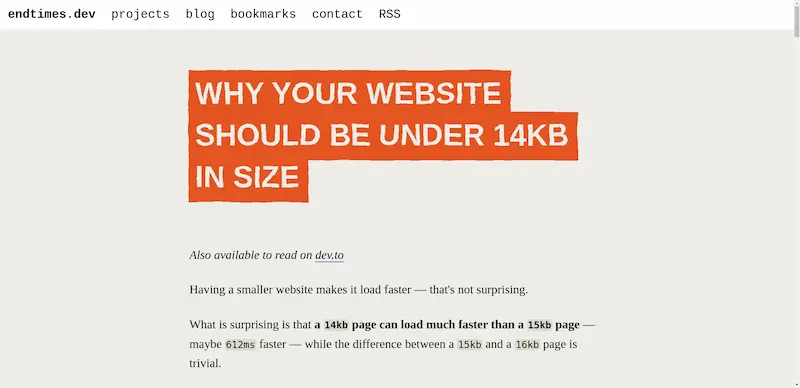 endtimes.dev projects blog bookmarks contact RSS
WHY YOUR WEBSITE
SHOULD BE UNDER 14KB
IN SIZE
Also available to read on dev.to
Having a smaller website makes it load faster — that's not surprising.
What is surprising is that a 14kb page can load much faster than a 15kb page —
maybe 612ms faster — while the difference between a 15kb and a 16kb page is
trivial.